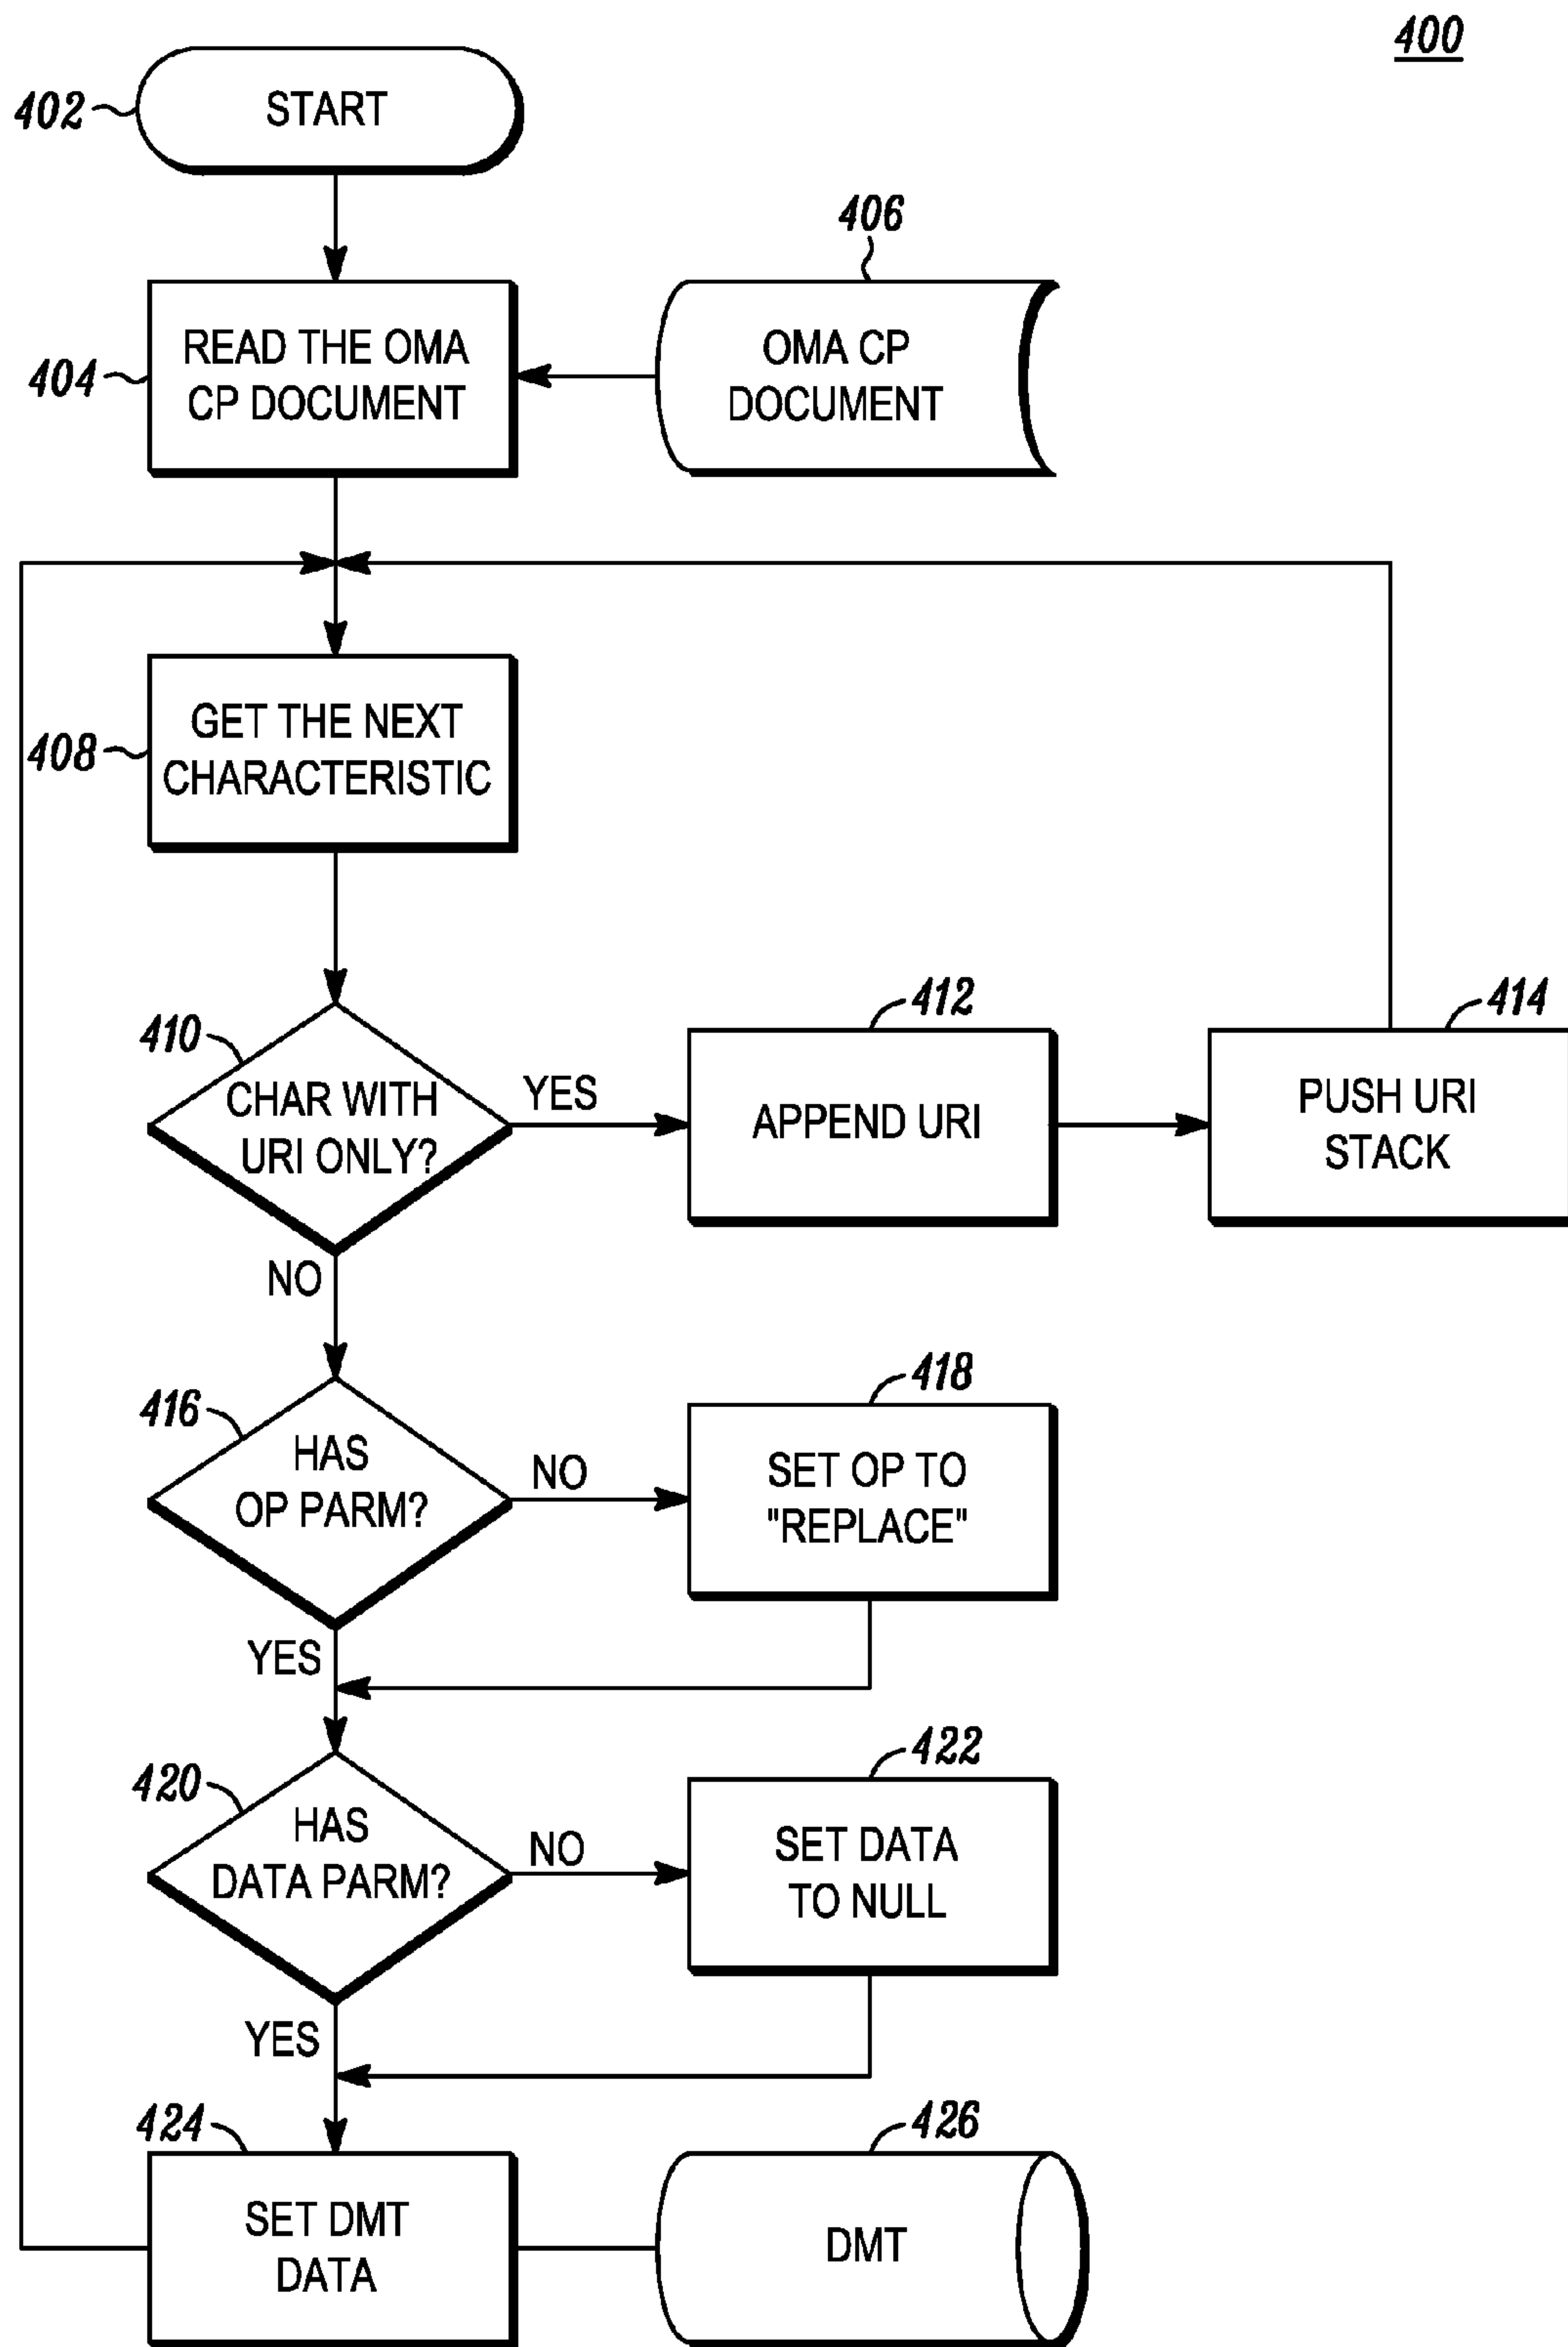 400
402
START
406
404
READ THE OMA
CP DOCUMENT
OMA CP
DOCUMENT
408
GET THE NEXT
CHARACTERISTIC
410
CHAR WITH
URI ONLY?
YES
NO
412
APPEND URI
414
PUSH URI
STACK
416
HAS
OP PARM?
NO
YES
418
SET OP TO
"REPLACE"
420
HAS
DATA PARM?
NO
YES
422
SET DATA
TO NULL
424
SET DMT
DATA
426
DMT